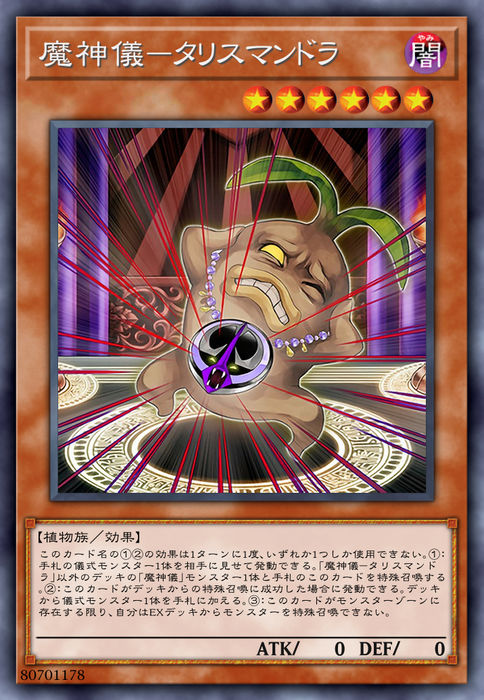 魔神儀－タリスマンドラ
やみ
闇
【植物族／効果】
このカード名の①②の効果は1ターンに1度、いずれか1つしか使用できない。①:
手札の儀式モンスター1体を相手に見せて発動できる。「魔神儀－タリスマンド
ラ」以外のデッキの「魔神儀」モンスター1体と手札のこのカードを特殊召喚す
る。②:このカードがデッキからの特殊召喚に成功した場合に発動できる。デッキ
から儀式モンスター1体を手札に加える。③:このカードがモンスターゾーンに
存在する限り、自分はEXデッキからモンスターを特殊召喚できない。
ATK/ 0 DEF/ 0
80701178